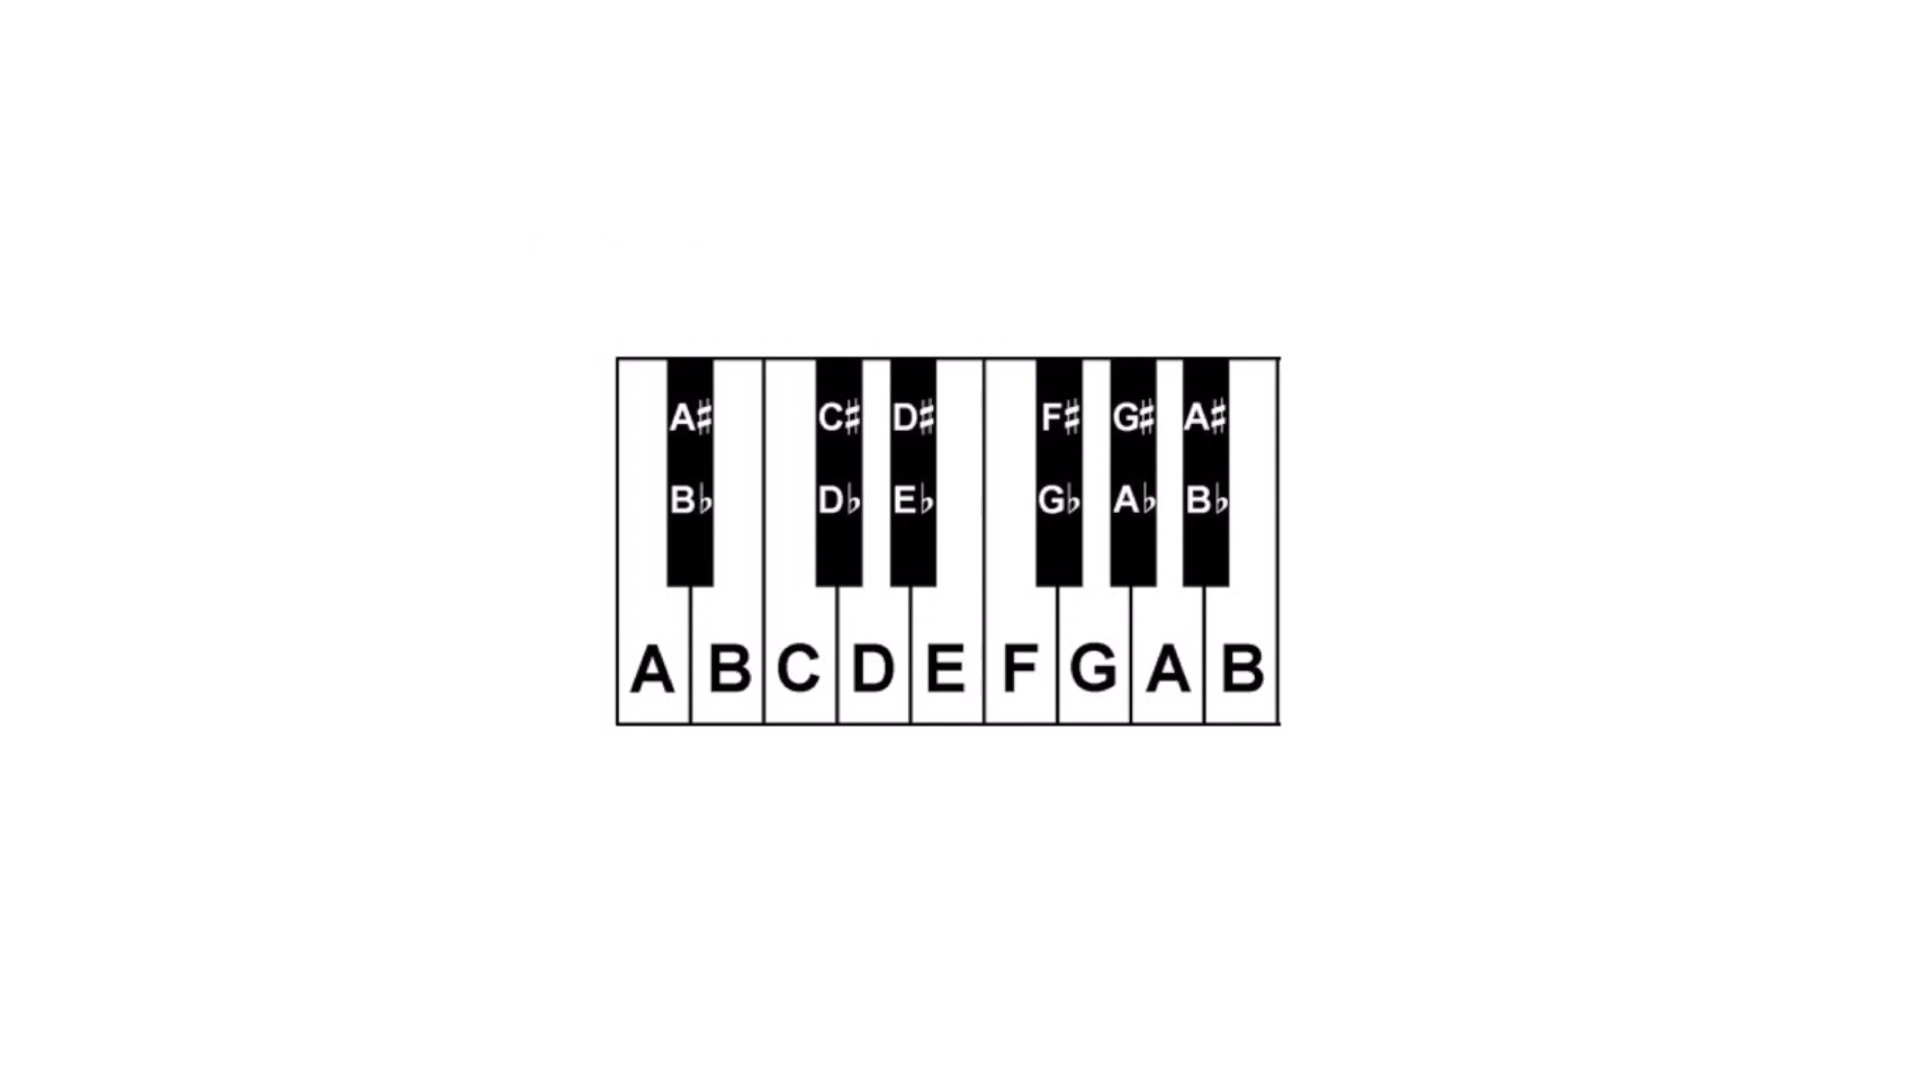 A♯ C♯ D♯ F♯ G♯ A♯
B♭ D♭ E♭ G♭ A♭ B♭
A B C D E F G A B